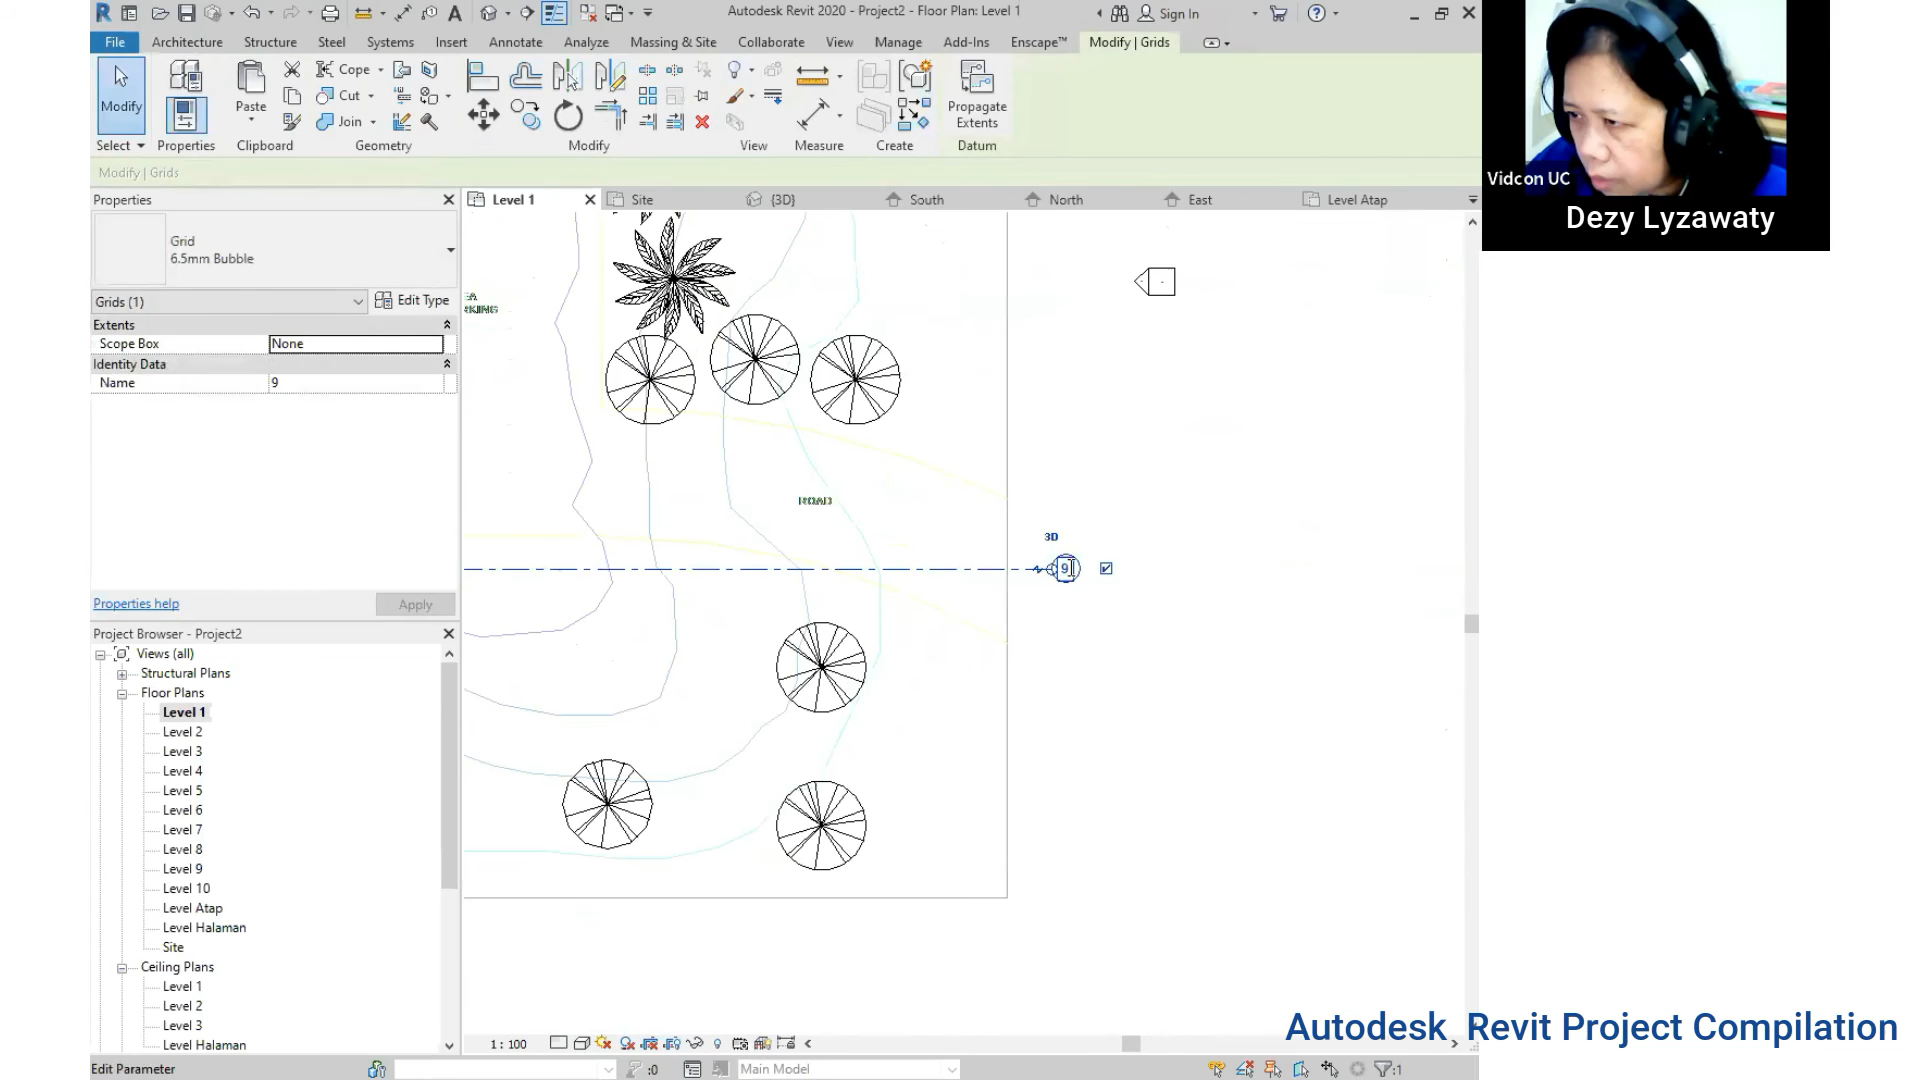 Autodesk Revit 2020 - Project2 - Floor Plan: Level 1
Sign In
File Architecture Structure Steel Systems Insert Annotate Analyze Massing & Site Collaborate View Manage Add-Ins Enscape™ Modify | Grids
Modify
Paste
Cope
Cut
Join
Propagate
Extents
Select Properties Clipboard Geometry Modify View Measure Create Datum
Modify | Grids
Properties
Grid
6.5mm Bubble
Grids (1)
Edit Type
Extents
Scope Box None
Identity Data
Name 9
Properties help
Apply
Project Browser - Project2
Views (all)
Structural Plans
Floor Plans
Level 1
Level 2
Level 3
Level 4
Level 5
Level 6
Level 7
Level 8
Level 9
Level 10
Level Atap
Level Halaman
Site
Ceiling Plans
Level 1
Level 2
Level 3
Level Halaman
Level 1 Site {3D} South North East Level Atap
ROAD
3D
9
1 : 100
Edit Parameter
:0
Main Model
:1
Vidcon UC
Dezy Lyzawaty
Autodesk Revit Project Compilation